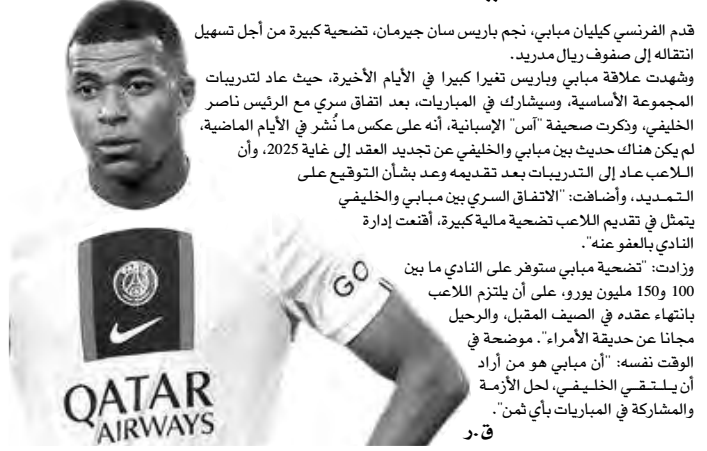 قدم الفرنسي كيليان مبابي، نجم باريس سان جيرمان، تضحية كبيرة من أجل تسهيل
انتقاله إلى صفوف ريال مدريد.
وشهدت علاقة مبابي وباريس تغيرا كبيرا في الأيام الأخيرة، حيث عاد لتدريبات
المجموعة الأساسية، وسيشارك في المباريات، بعد اتفاق سري مع الرئيس ناصر
الخليفي، وذكرت صحيفة "آس" الإسبانية، أنه على عكس ما نُشر في الأيام الماضية،
لم يكن هناك حديث بين مبابي والخليفي عن تجديد العقد إلى غاية 2025، وأن
اللاعب عاد إلى التدريبات بعد تقديمه وعد بشأن التوقيع على
التمديد، وأضافت: "الاتفاق السري بين مبابي والخليفي
يتمثل في تقديم اللاعب تضحية مالية كبيرة، أقنعت إدارة
النادي بالعفو عنه".
وزادت: "تضحية مبابي ستوفر على النادي ما بين
100 و150 مليون يورو، على أن يلتزم اللاعب
بانتهاء عقده في الصيف المقبل، والرحيل
مجانا عن حديقة الأمراء". موضحة في
الوقت نفسه: "أن مبابي هو من أراد
أن يلتقي الخليفي، لحل الأزمة
والمشاركة في المباريات بأي ثمن".
ق.ر
GO
PARIS
QATAR
AIRWAYS